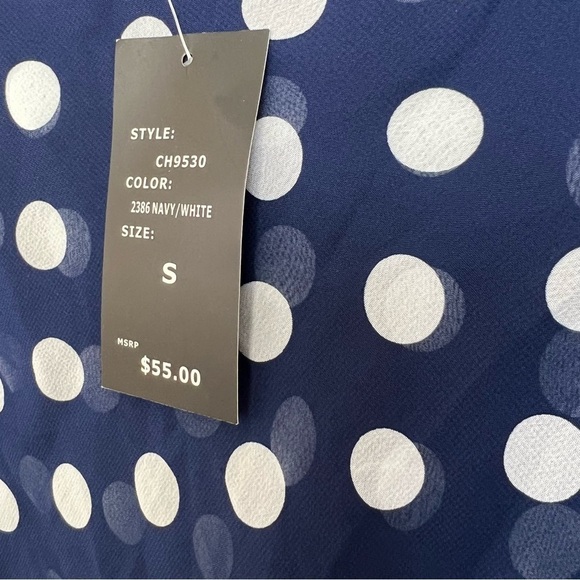 STYLE:
CH9530
COLOR:
2386 NAVY/WHITE
SIZE:
S
MSRP
$55.00